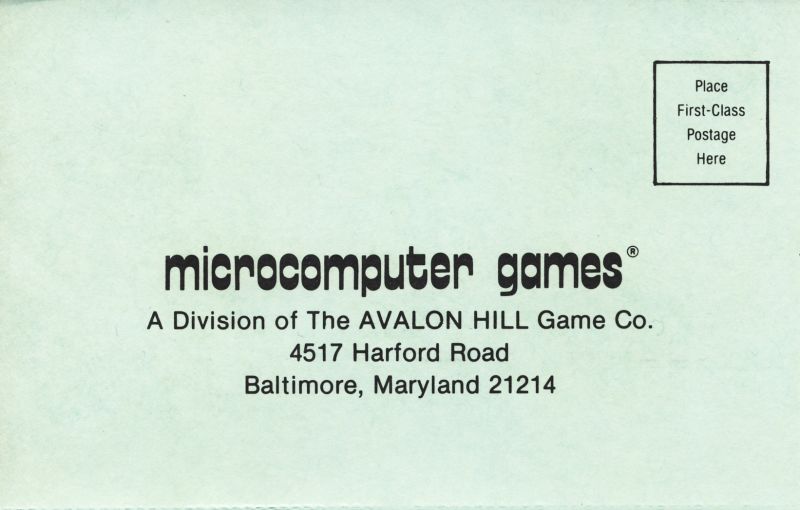 Place
First-Class
Postage
Here
microcomputer games®
A Division of The AVALON HILL Game Co.
4517 Harford Road
Baltimore, Maryland 21214